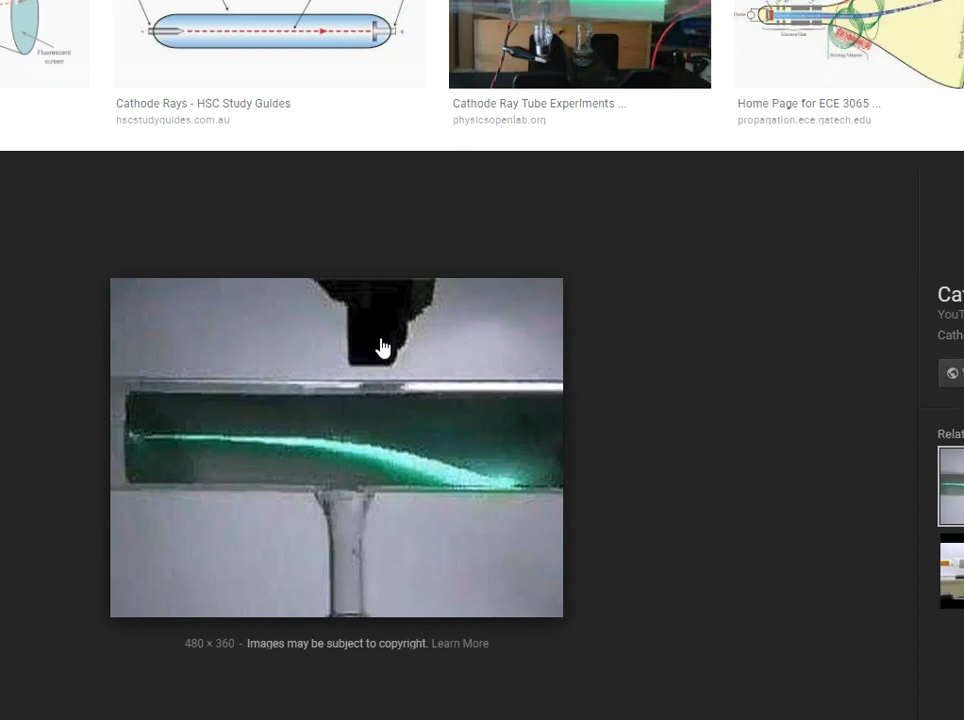 Fluorescent
screen
Cathode Rays - HSC Study Guides
hscstudyguides.com.au
Cathode Ray Tube Experiments ...
physicsopenlab.org
Home Page for ECE 3065 ...
propagation.ece.gatech.edu
Ca
YouT
Cath
Relat
480 × 360 - Images may be subject to copyright. Learn More